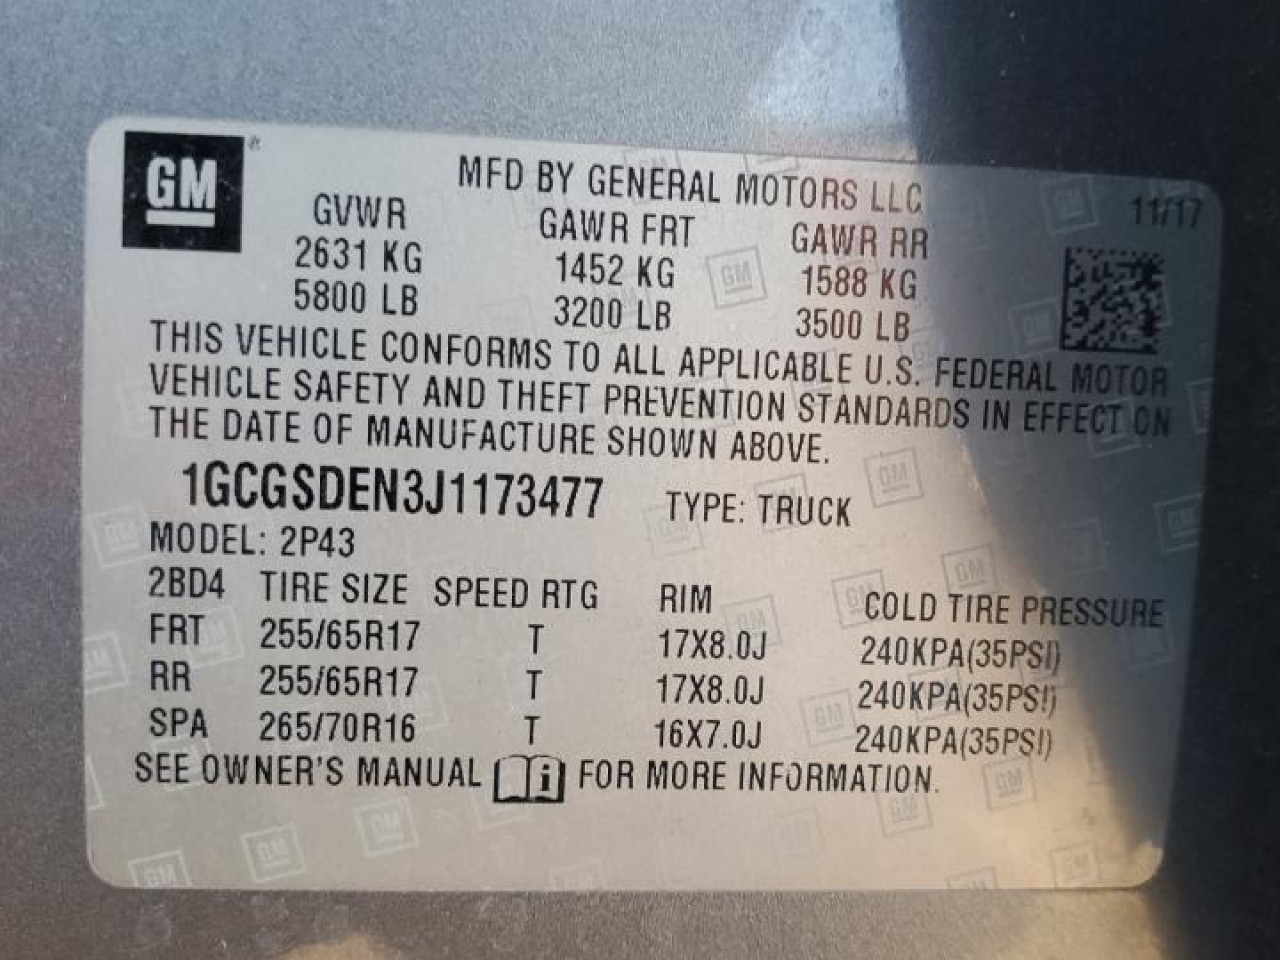 GM
MFD BY GENERAL MOTORS LLC
11/17
GVWR GAWR FRT GAWR RR
2631 KG 1452 KG 1588 KG
5800 LB 3200 LB 3500 LB
THIS VEHICLE CONFORMS TO ALL APPLICABLE U.S. FEDERAL MOTOR
VEHICLE SAFETY AND THEFT PREVENTION STANDARDS IN EFFECT ON
THE DATE OF MANUFACTURE SHOWN ABOVE.
1GCGSDEN3J1173477 TYPE: TRUCK
MODEL: 2P43
2BD4 TIRE SIZE SPEED RTG RIM COLD TIRE PRESSURE
FRT 255/65R17 T 17X8.0J 240KPA(35PSI)
RR 255/65R17 T 17X8.0J 240KPA(35PSI)
SPA 265/70R16 T 16X7.0J 240KPA(35PSI)
SEE OWNER'S MANUAL i FOR MORE INFORMATION.